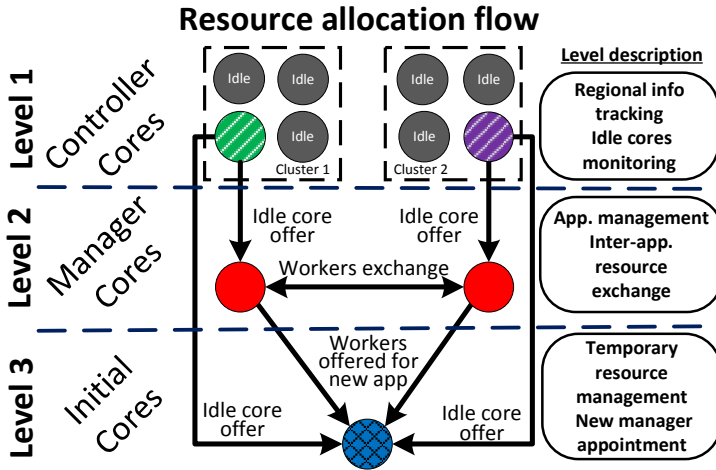 Resource allocation flow
Level 1
Controller
Cores
Idle
Idle
Idle
Cluster 1
Idle
Idle
Idle
Cluster 2
Level description
Regional info
tracking
Idle cores
monitoring
Level 2
Manager
Cores
Idle core
offer
Idle core
offer
Workers exchange
App. management
Inter-app.
resource
exchange
Level 3
Initial
Cores
Workers
offered for
new app
Idle core
offer
Idle core
offer
Temporary
resource
management
New manager
appointment